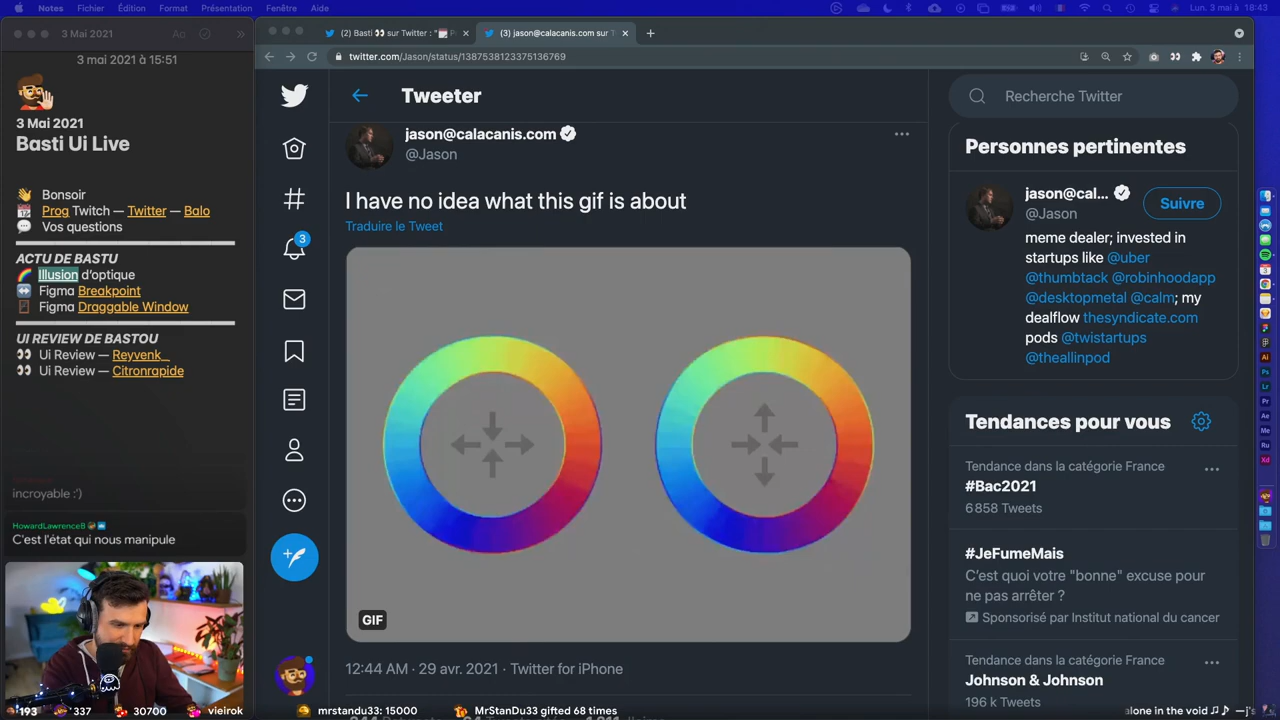 Notes Fichier Édition Format Présentation Fenêtre Aide
Lun. 3 mai à 18:43
3 Mai 2021
3 mai 2021 à 15:51
3 Mai 2021
Basti Ui Live
Bonsoir
Prog Twitch — Twitter — Balo
Vos questions
ACTU DE BASTU
Illusion d'optique
Figma Breakpoint
Figma Draggable Window
UI REVIEW DE BASTOU
Ui Review — Reyvenk_
Ui Review — Citronrapide
incroyable :')
HowardLawrenceB
C'est l'état qui nous manipule
193 337 30700 vieirok
(2) Basti sur Twitter : "
(3) jason@calacanis.com sur T
twitter.com/Jason/status/1387538123375136769
3
Tweeter
jason@calacanis.com
@Jason
I have no idea what this gif is about
Traduire le Tweet
GIF
12:44 AM · 29 avr. 2021 · Twitter for iPhone
mrstandu33: 15000
MrStanDu33 gifted 68 times
Recherche Twitter
Personnes pertinentes
jason@cal...
@Jason
Suivre
meme dealer; invested in
startups like @uber
@thumbtack @robinhoodapp
@desktopmetal @calm; my
dealflow thesyndicate.com
pods @twistartups
@theallinpod
Tendances pour vous
Tendance dans la catégorie France
#Bac2021
6 858 Tweets
#JeFumeMais
C'est quoi votre "bonne" excuse pour
ne pas arrêter ?
Sponsorisé par Institut national du cancer
Tendance dans la catégorie France
Johnson & Johnson
196 k Tweets
alone in the void ♫ ♪ —j's
Ai
Ps
Lr
Pr
Ae
Me
Ru
Xd